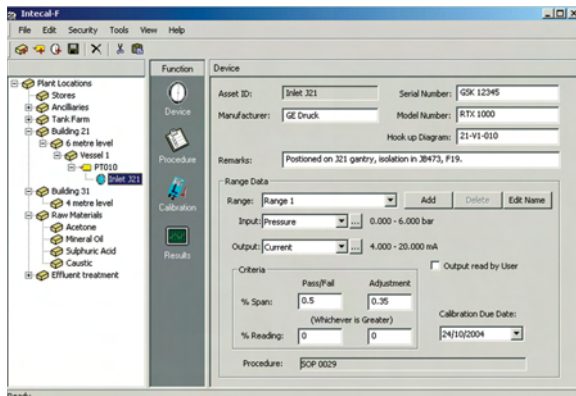 Intecal-F
File Edit Security Tools View Help
Plant Locations
Stores
Ancilliaries
Tank Farm
Building 21
6 metre level
Vessel 1
PT010
Inlet J21
Building 31
4 metre level
Raw Materials
Acetone
Mineral Oil
Sulphuric Acid
Caustic
Effluent treatment
Function
Device
Procedure
Calibration
Results
Device
Asset ID: Inlet J21 Serial Number: GSK 12345
Manufacturer: GE Druck Model Number: RTX 1000
Hook up Diagram: 21-V1-010
Remarks: Postioned on J21 gantry, isolation in JB473, F19.
Range Data
Range: Range 1 Add Delete Edit Name
Input: Pressure ... 0.000 - 6.000 bar
Output: Current ... 4.000 - 20.000 mA
Criteria Output read by User
Pass/Fail Adjustment
% Span: 0.5 0.35
(Whichever is Greater) Calibration Due Date:
% Reading: 0 0 24/10/2004
Procedure: SOP 0029
Ready